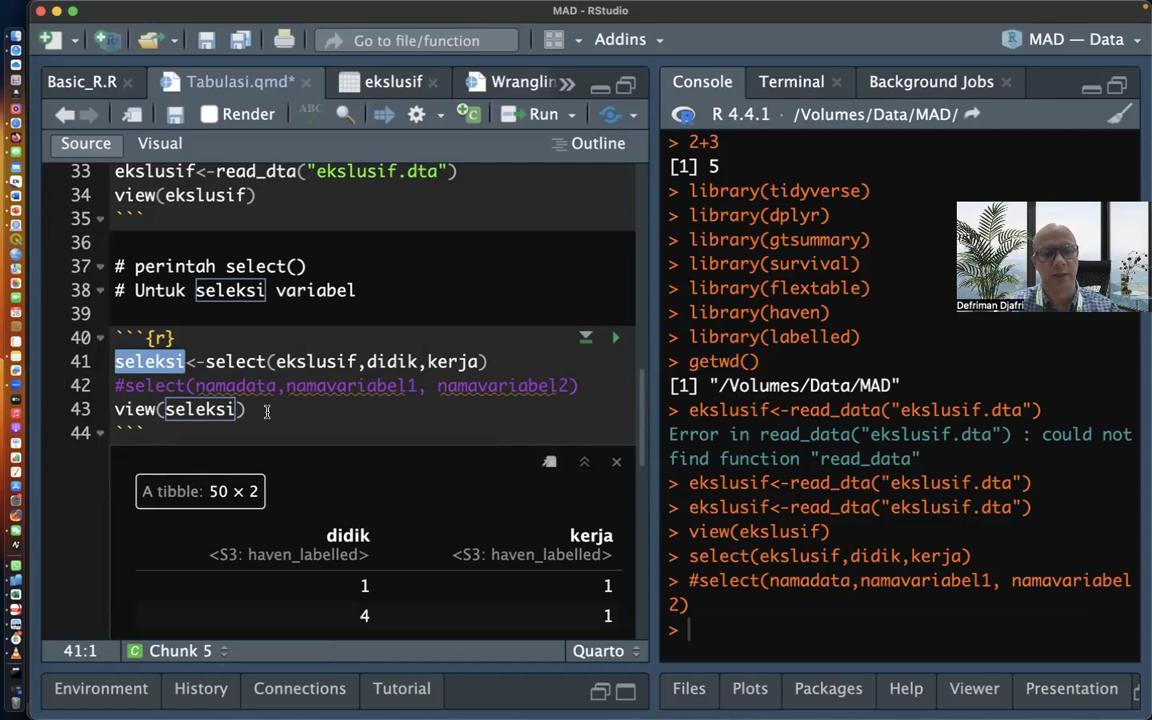 MAD - RStudio
Go to file/function
Addins
MAD — Data
Basic_R.R
Tabulasi.qmd*
ekslusif
Wranglin
Render
ABC
Run
Source
Visual
Outline
33 ekslusif<-read_dta("ekslusif.dta")
34 view(ekslusif)
35 ```
36
37 # perintah select()
38 # Untuk seleksi variabel
39
40 ```{r}
41 seleksi<-select(ekslusif,didik,kerja)
42 #select(namadata,namavariabel1, namavariabel2)
43 view(seleksi)
44 ```
A tibble: 50 × 2
didik kerja
<S3: haven_labelled> <S3: haven_labelled>
1 1
4 1
41:1 Chunk 5 Quarto
Environment History Connections Tutorial
Console Terminal Background Jobs
R 4.4.1 · /Volumes/Data/MAD/
> 2+3
[1] 5
> library(tidyverse)
> library(dplyr)
> library(gtsummary)
> library(survival)
> library(flextable)
> library(haven)
> library(labelled)
> getwd()
[1] "/Volumes/Data/MAD"
> ekslusif<-read_data("ekslusif.dta")
Error in read_data("ekslusif.dta") : could not
find function "read_data"
> ekslusif<-read_dta("ekslusif.dta")
> ekslusif<-read_dta("ekslusif.dta")
> view(ekslusif)
> select(ekslusif,didik,kerja)
> #select(namadata,namavariabel1, namavariabel
2)
>
Defriman Djafri
Files Plots Packages Help Viewer Presentation